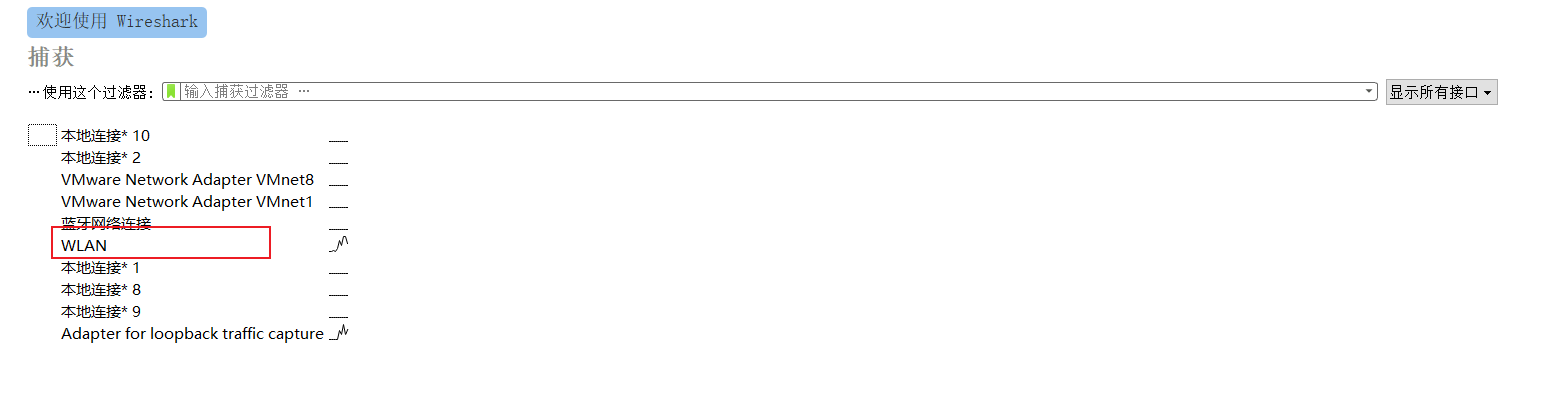 欢迎使用 Wireshark
捕获
…使用这个过滤器： 输入捕获过滤器 … 显示所有接口
本地连接* 10
本地连接* 2
VMware Network Adapter VMnet8
VMware Network Adapter VMnet1
蓝牙网络连接
WLAN
本地连接* 1
本地连接* 8
本地连接* 9
Adapter for loopback traffic capture